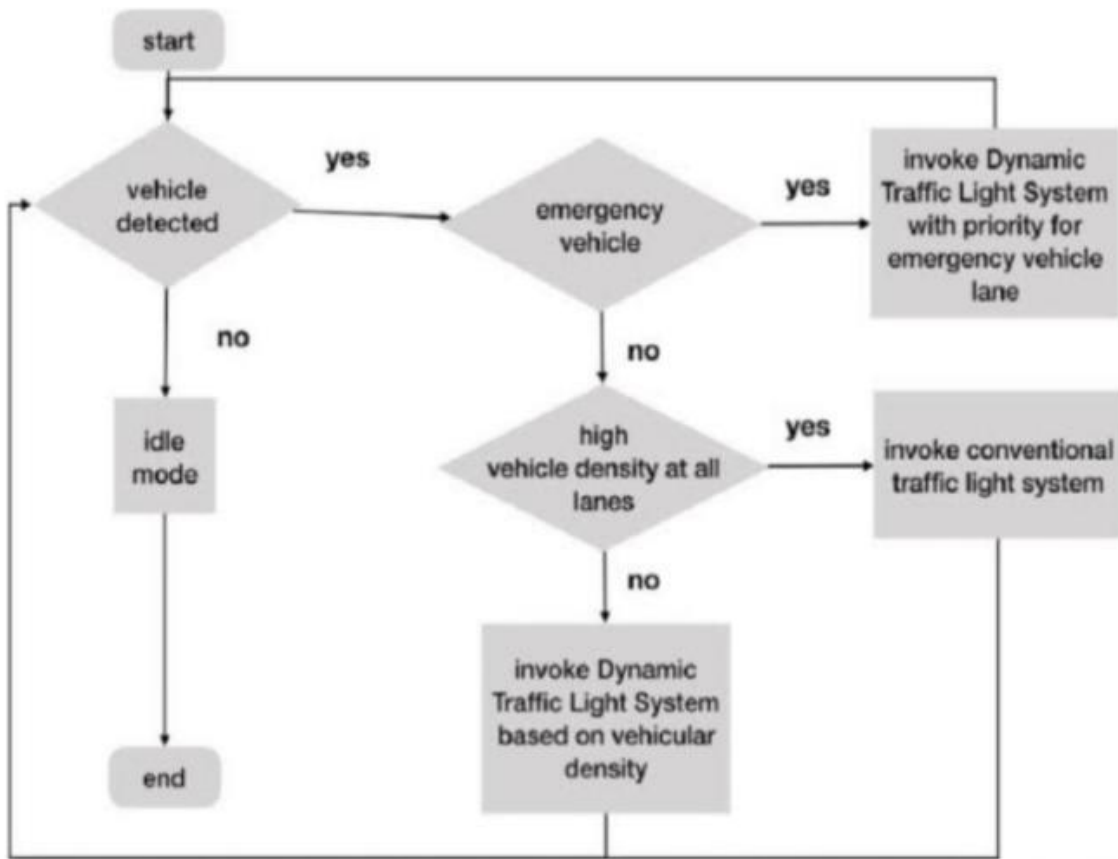 start
vehicle
detected
yes
emergency
vehicle
yes
invoke Dynamic
Traffic Light System
with priority for
emergency vehicle
lane
no
idle
mode
end
no
high
vehicle density at all
lanes
yes
invoke conventional
traffic light system
no
invoke Dynamic
Traffic Light System
based on vehicular
density